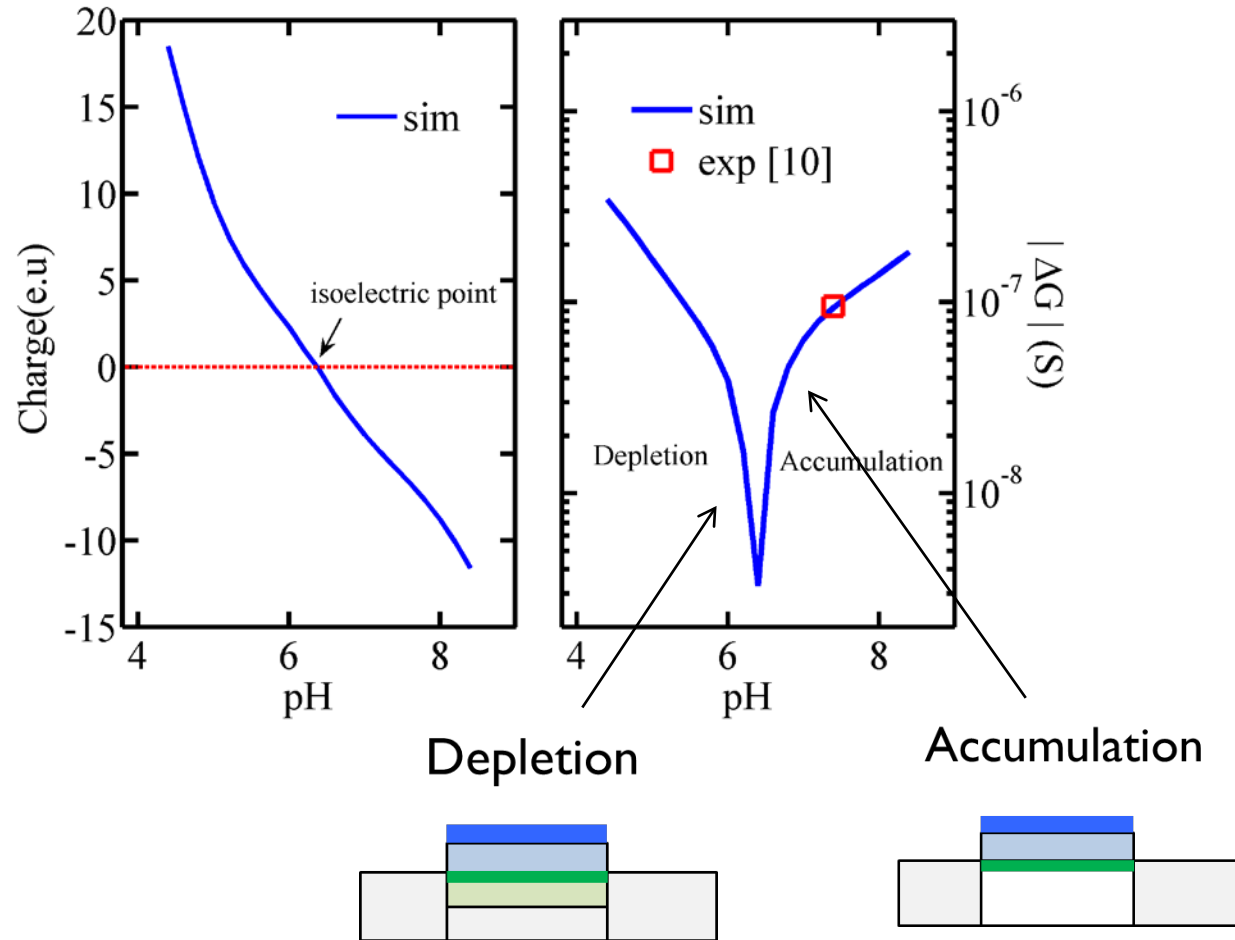 20
15
10
5
0
-5
-10
-15
Charge(e.u)
sim
isoelectric point
4 6 8
pH
sim
exp [10]
Depletion
Accumulation
10-6
10-7
10-8
| ΔG | (S)
4 6 8
pH
Depletion
Accumulation